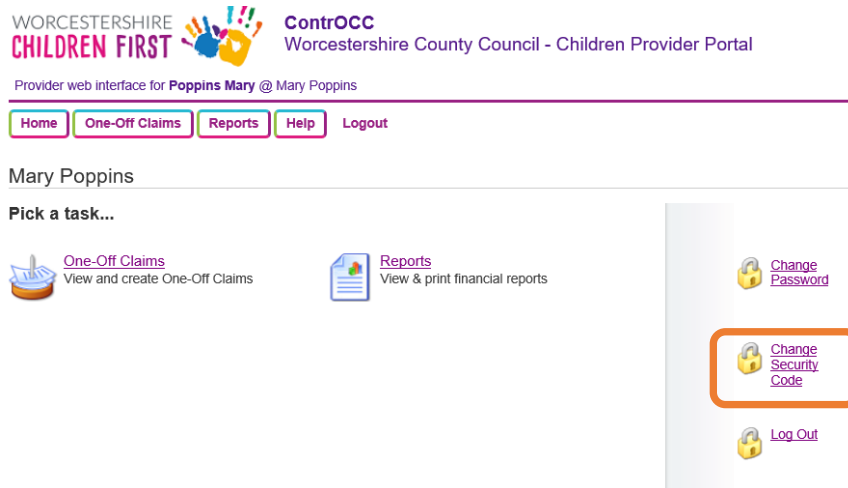 WORCESTERSHIRE
CHILDREN FIRST
ContrOCC
Worcestershire County Council - Children Provider Portal
Provider web interface for Poppins Mary @ Mary Poppins
Home One-Off Claims Reports Help Logout
Mary Poppins
Pick a task...
One-Off Claims
View and create One-Off Claims
Reports
View & print financial reports
Change
Password
Change
Security
Code
Log Out